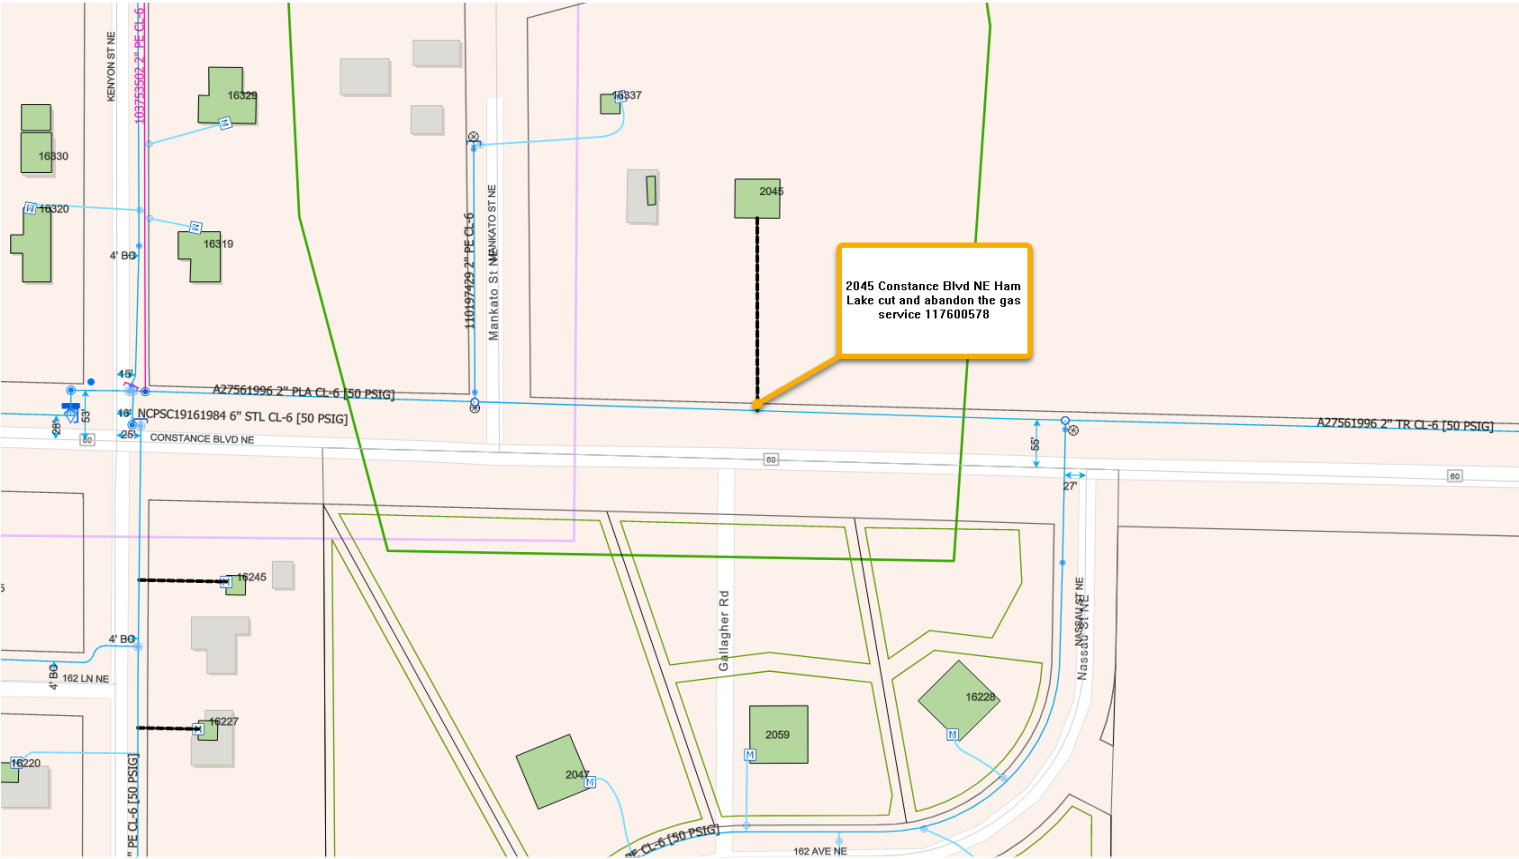 KENYON ST NE
103753502 2" PE CL-6
16329
16337
16330
2045
16320
16319
4' BG
110197429 2" PE CL-6
MANKATO ST NE
Mankato St NE
2045 Constance Blvd NE Ham
Lake cut and abandon the gas
service 117600578
15'
A27561996 2" PLA CL-6 [50 PSIG]
53'
28'
16'
NCPSC19161984 6" STL CL-6 [50 PSIG]
A27561996 2" TR CL-6 [50 PSIG]
25'
60
CONSTANCE BLVD NE
55'
60
60
27'
16245
4' BG
Gallagher Rd
NASSAU ST NE
Nassau St NE
4' BG
162 LN NE
16228
16227
2059
16220
2047
" PE CL-6 [50 PSIG]
PE CL-6 [50 PSIG]
162 AVE NE